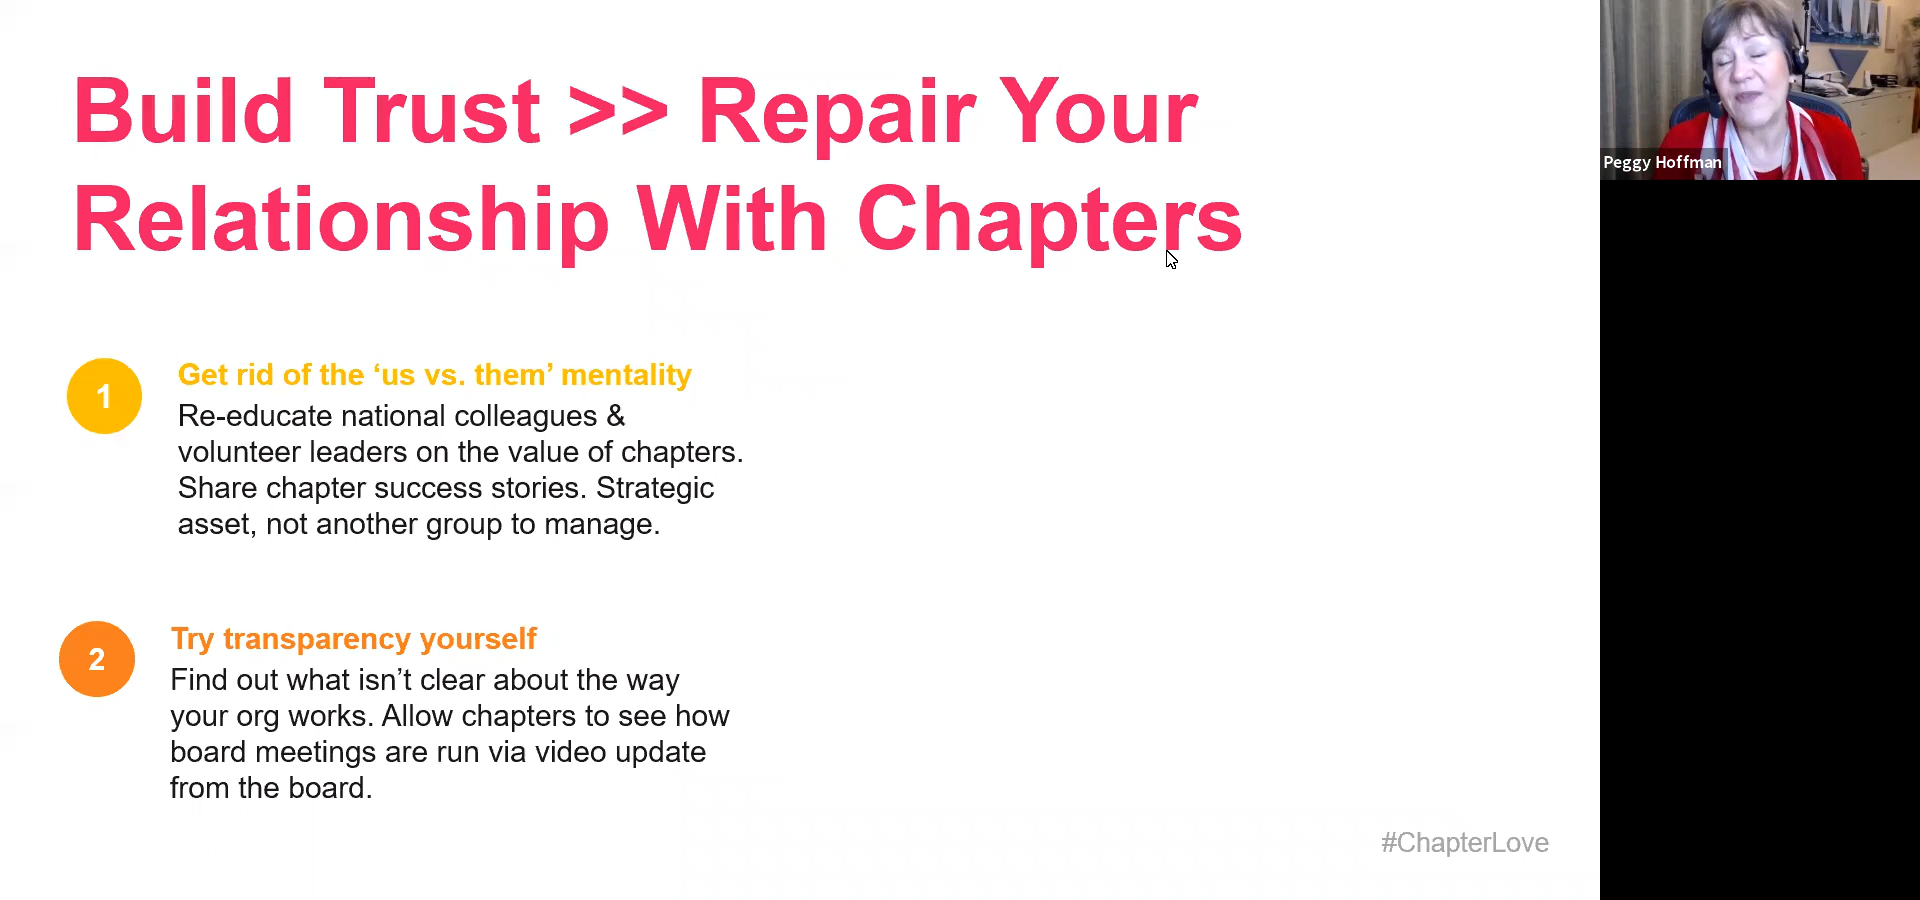 Build Trust >> Repair Your
Relationship With Chapters
1
Get rid of the ‘us vs. them’ mentality
Re-educate national colleagues &
volunteer leaders on the value of chapters.
Share chapter success stories. Strategic
asset, not another group to manage.
2
Try transparency yourself
Find out what isn’t clear about the way
your org works. Allow chapters to see how
board meetings are run via video update
from the board.
#ChapterLove
Peggy Hoffman